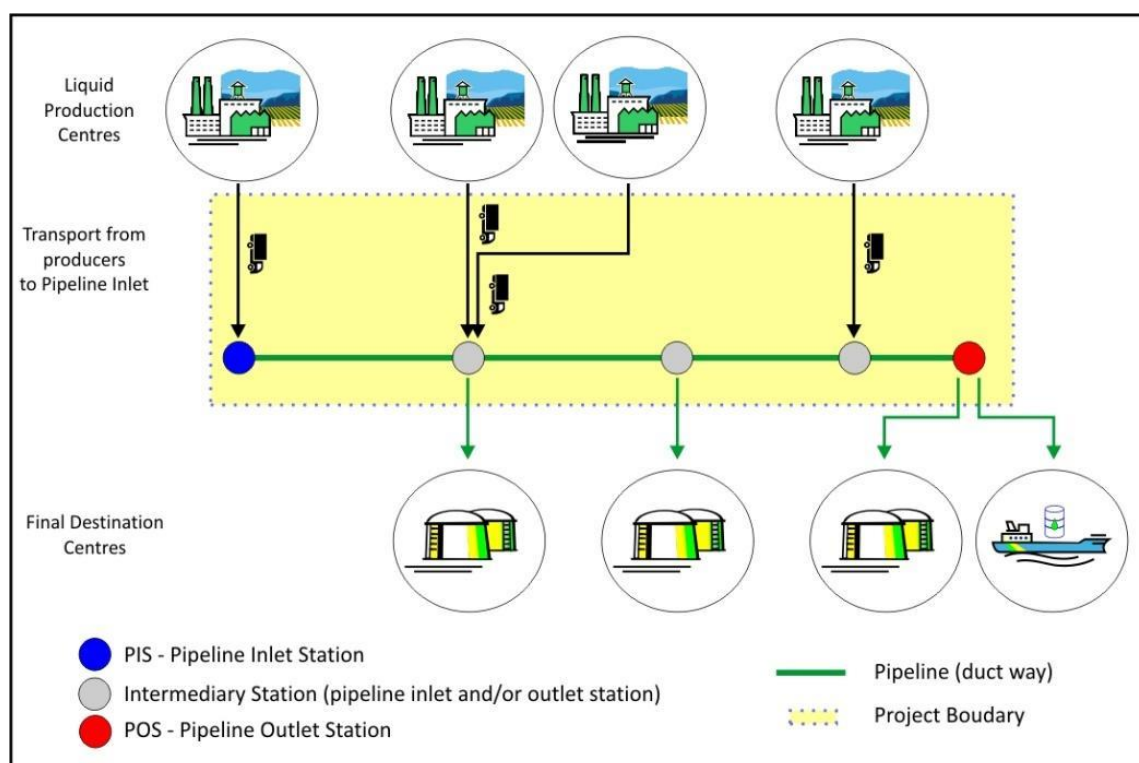 Liquid
Production
Centres
Transport from
producers
to Pipeline Inlet
Final Destination
Centres
PIS - Pipeline Inlet Station
Intermediary Station (pipeline inlet and/or outlet station)
POS - Pipeline Outlet Station
Pipeline (duct way)
Project Boudary